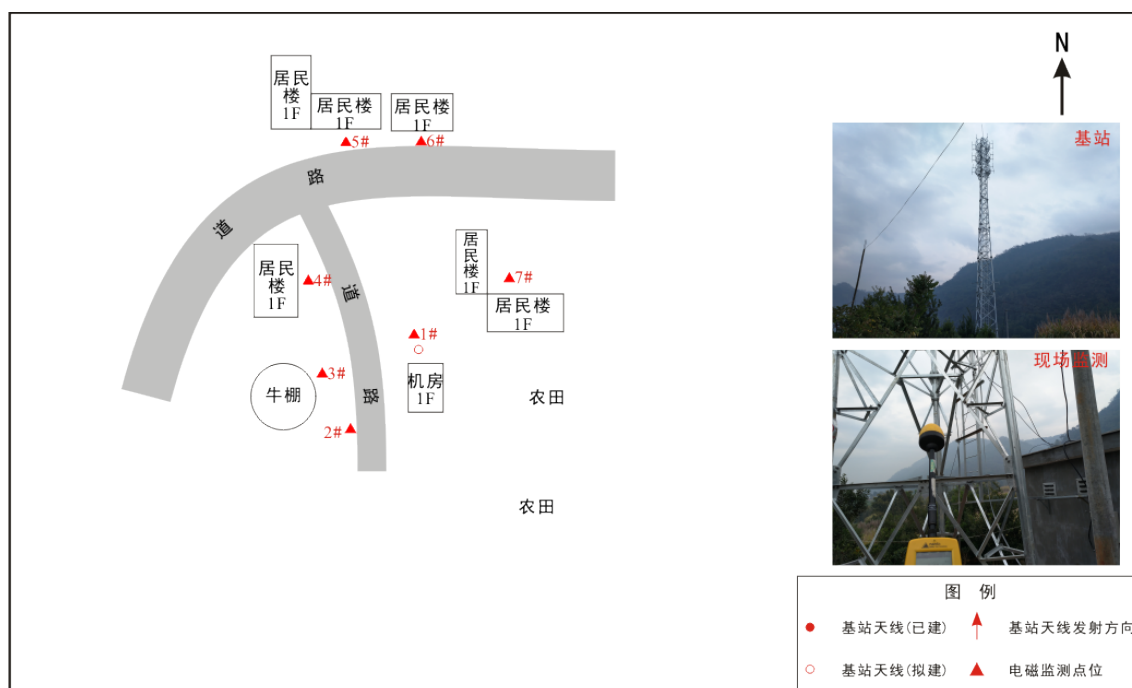 居民
楼
1F
居民楼
1F
居民楼
1F
5#
6#
N
基站
道路
居民
楼
1F
4#
道路
居
民
楼
1F
7#
居民楼
1F
1#
机房
1F
3#
牛棚
2#
农田
农田
现场监测
图 例
基站天线(已建)
基站天线发射方向
基站天线(拟建)
电磁监测点位